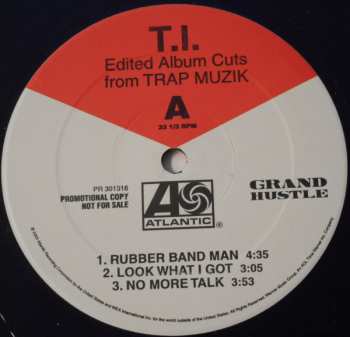 T.I.
Edited Album Cuts
from TRAP MUZIK
A
33 1/3 RPM
PR 301316
PROMOTIONAL COPY
NOT FOR SALE
ATLANTIC
®
GRAND
HUSTLE
1. RUBBER BAND MAN 4:35
2. LOOK WHAT I GOT 3:05
3. NO MORE TALK 3:53